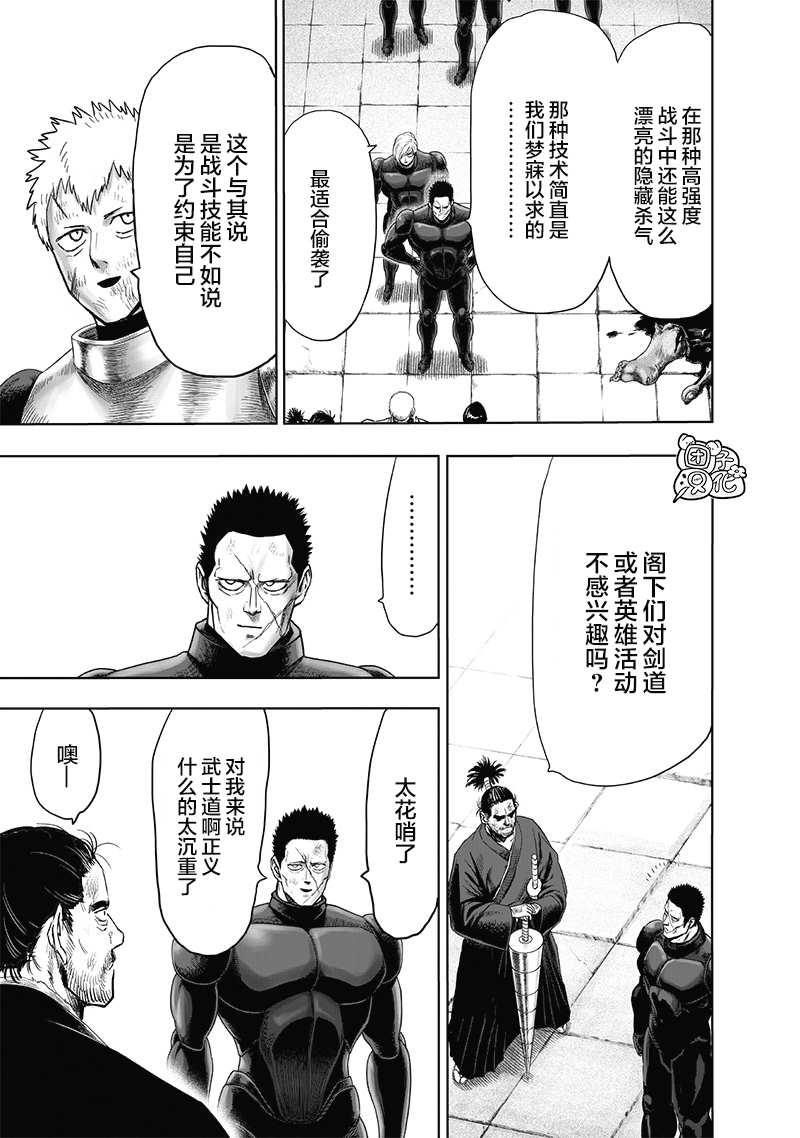 在那种高强度
战斗中还能这么
漂亮的隐藏杀气
那种技术简直是
我们梦寐以求的
………………
最适合偷袭了
这个与其说
是战斗技能不如说
是为了约束自己
团子
汉化
阁下们对剑道
或者英雄活动
不感兴趣吗?
………
太花哨了
对我来说
武士道啊正义
什么的太沉重了
噢—